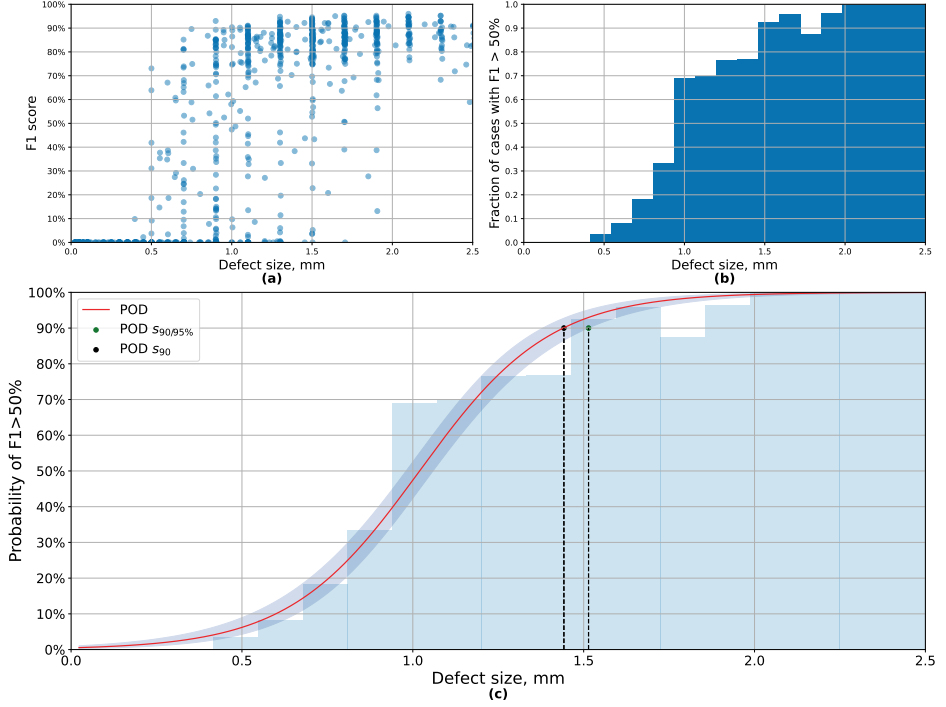 100%
90%
80%
70%
60%
50%
40%
30%
20%
10%
0%
F1 score
0.0 0.5 1.0 1.5 2.0 2.5
Defect size, mm
(a)
1.0
0.9
0.8
0.7
0.6
0.5
0.4
0.3
0.2
0.1
0.0
Fraction of cases with F1 > 50%
0.0 0.5 1.0 1.5 2.0 2.5
Defect size, mm
(b)
100%
90%
80%
70%
60%
50%
40%
30%
20%
10%
0%
Probability of F1>50%
POD
POD s90/95%
POD s90
0.0 0.5 1.0 1.5 2.0 2.5
Defect size, mm
(c)